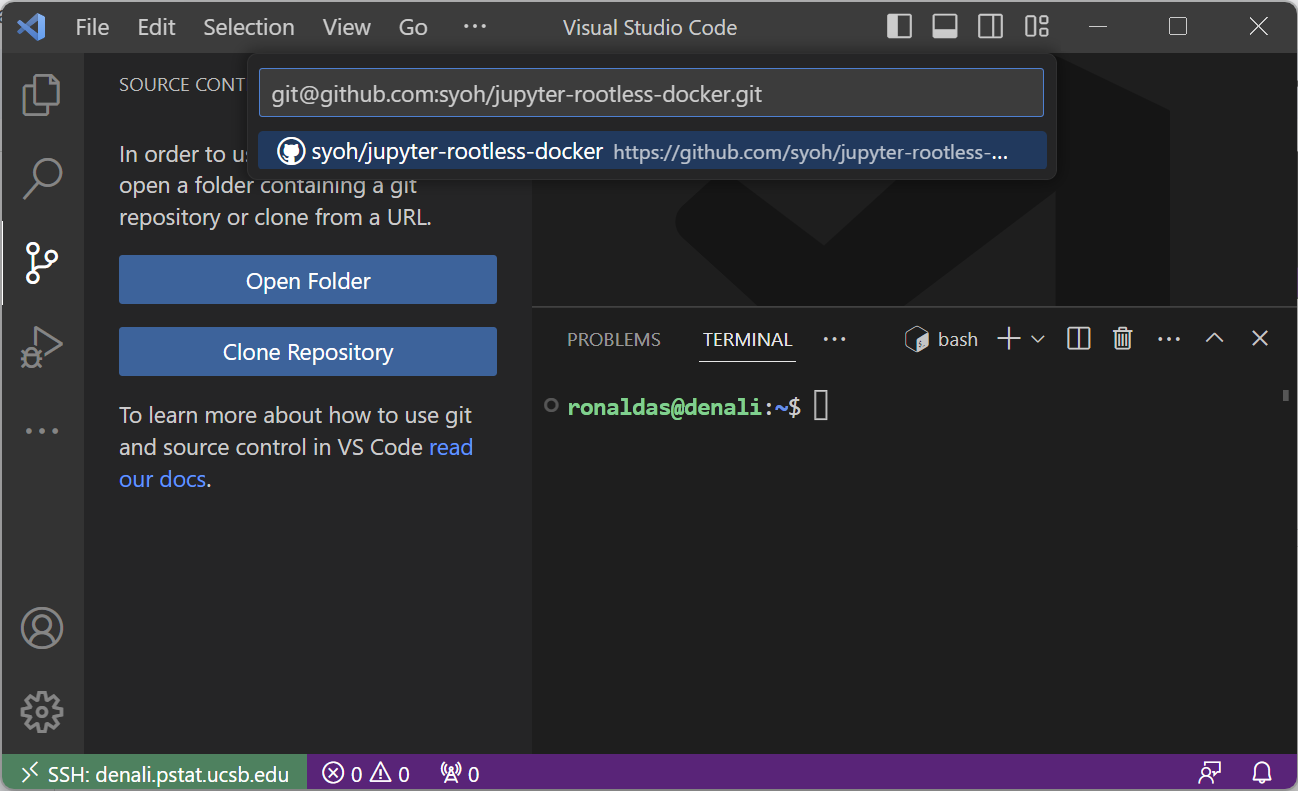 File Edit Selection View Go ··· Visual Studio Code
SOURCE CONT
git@github.com:syoh/jupyter-rootless-docker.git
syoh/jupyter-rootless-docker https://github.com/syoh/jupyter-rootless-...
In order to us
open a folder containing a git
repository or clone from a URL.
Open Folder
Clone Repository
To learn more about how to use git
and source control in VS Code read
our docs.
PROBLEMS TERMINAL ··· bash ···
ronaldas@denali:~$
SSH: denali.pstat.ucsb.edu 0 0 0